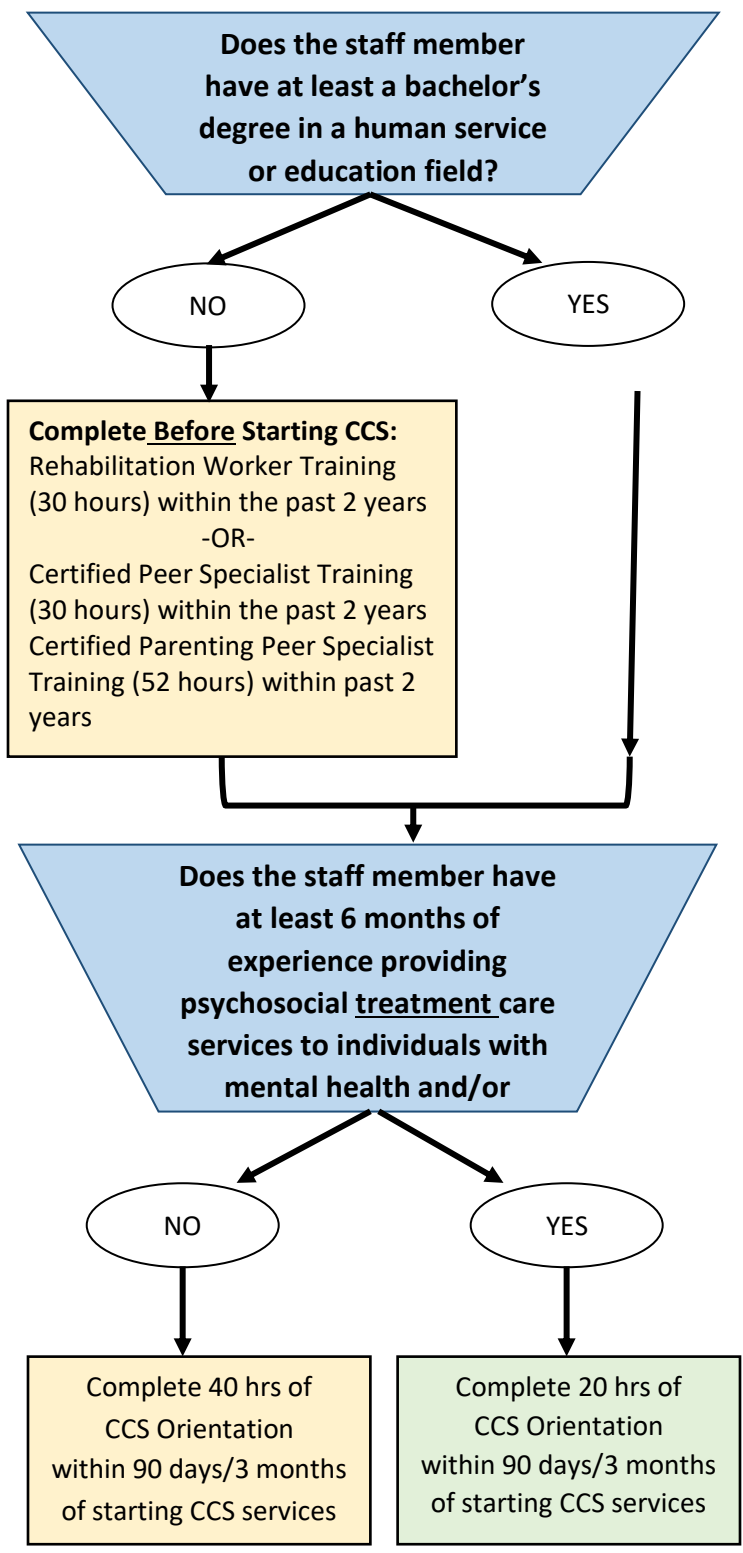 Does the staff member
have at least a bachelor’s
degree in a human service
or education field?
NO
YES
Complete Before Starting CCS:
Rehabilitation Worker Training
(30 hours) within the past 2 years
-OR-
Certified Peer Specialist Training
(30 hours) within the past 2 years
Certified Parenting Peer Specialist
Training (52 hours) within past 2
years
Does the staff member have
at least 6 months of
experience providing
psychosocial treatment care
services to individuals with
mental health and/or
NO
YES
Complete 40 hrs of
CCS Orientation
within 90 days/3 months
of starting CCS services
Complete 20 hrs of
CCS Orientation
within 90 days/3 months
of starting CCS services